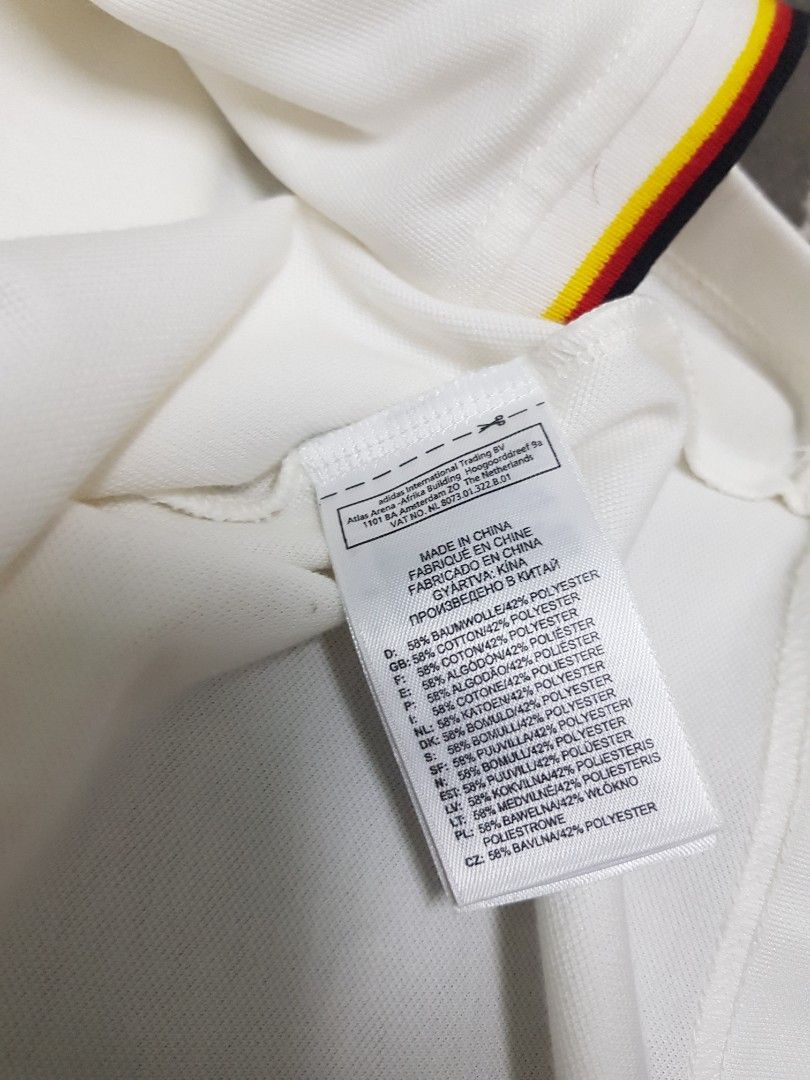 adidas International Trading BV
Atlas Arena -Afrika Building Hoogoorddreef 9a
1101 BA Amsterdam ZO The Netherlands
VAT NO. NL 8073.01.322.B.01
MADE IN CHINA
FABRIQUÉ EN CHINE
FABRICADO EN CHINA
GYÁRTVA: KÍNA
ПРОИЗВЕДЕНО В КИТАЙ
D: 58% BAUMWOLLE/42% POLYESTER
GB: 58% COTTON/42% POLYESTER
F: 58% COTON/42% POLYESTER
E: 58% ALGODÓN/42% POLIÉSTER
P: 58% ALGODÃO/42% POLIÉSTER
I: 58% COTONE/42% POLIESTERE
NL: 58% KATOEN/42% POLYESTER
DK: 58% BOMULD/42% POLYESTER
S: 58% BOMULL/42% POLYESTER
SF: 58% PUUVILLA/42% POLYESTERI
N: 58% BOMULL/42% POLYESTER
EST: 58% PUUVILL/42% POLÜESTER
LV: 58% KOKVILNA/42% POLIESTERIS
LT: 58% MEDVILNĖ/42% POLIESTERIS
PL: 58% BAWEŁNA/42% WŁÓKNO
POLIESTROWE
CZ: 58% BAVLNA/42% POLYESTER